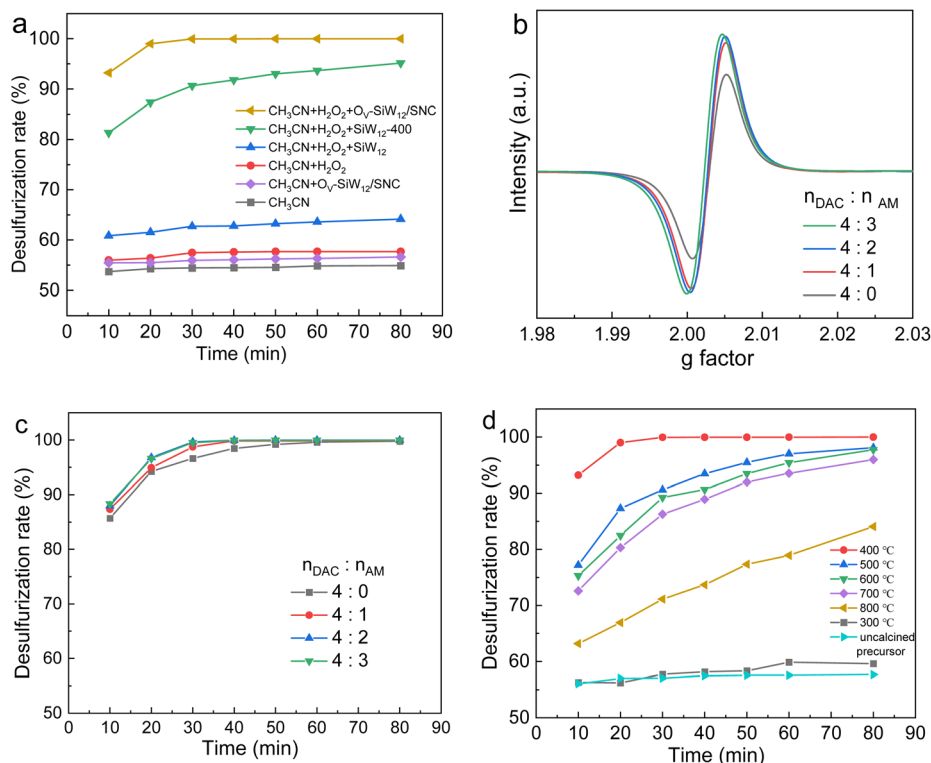 a
Desulfurization rate (%)
100
90
80
70
60
50
CH₃CN+H₂O₂+O_V-SiW₁₂/SNC
CH₃CN+H₂O₂+SiW₁₂-400
CH₃CN+H₂O₂+SiW₁₂
CH₃CN+H₂O₂
CH₃CN+O_V-SiW₁₂/SNC
CH₃CN
0 10 20 30 40 50 60 70 80 90
Time (min)
b
Intensity (a.u.)
n_DAC : n_AM
4 : 3
4 : 2
4 : 1
4 : 0
1.98 1.99 2.00 2.01 2.02 2.03
g factor
c
Desulfurization rate (%)
100
90
80
70
60
50
n_DAC : n_AM
4 : 0
4 : 1
4 : 2
4 : 3
0 10 20 30 40 50 60 70 80 90
Time (min)
d
Desulfurization rate (%)
100
90
80
70
60
50
400 ℃
500 ℃
600 ℃
700 ℃
800 ℃
300 ℃
uncalcined
precursor
0 10 20 30 40 50 60 70 80 90
Time (min)